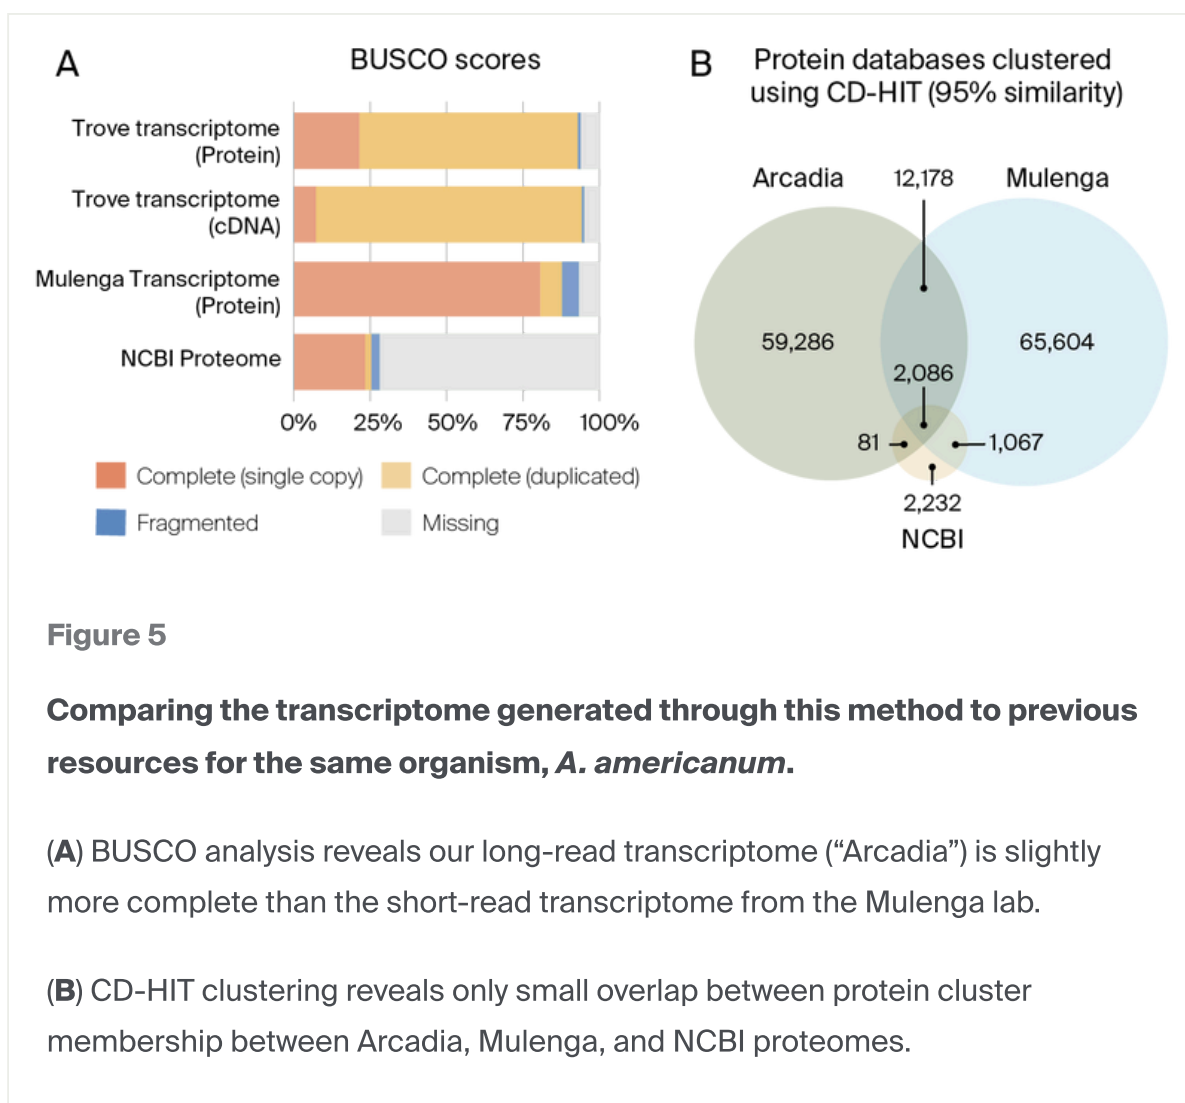 A
BUSCO scores
Trove transcriptome
(Protein)
Trove transcriptome
(cDNA)
Mulenga Transcriptome
(Protein)
NCBI Proteome
0% 25% 50% 75% 100%
Complete (single copy)
Complete (duplicated)
Fragmented
Missing
B
Protein databases clustered
using CD-HIT (95% similarity)
Arcadia
12,178
Mulenga
59,286
65,604
2,086
81
1,067
2,232
NCBI
Figure 5
Comparing the transcriptome generated through this method to previous
resources for the same organism, A. americanum.
(A) BUSCO analysis reveals our long-read transcriptome (“Arcadia”) is slightly
more complete than the short-read transcriptome from the Mulenga lab.
(B) CD-HIT clustering reveals only small overlap between protein cluster
membership between Arcadia, Mulenga, and NCBI proteomes.